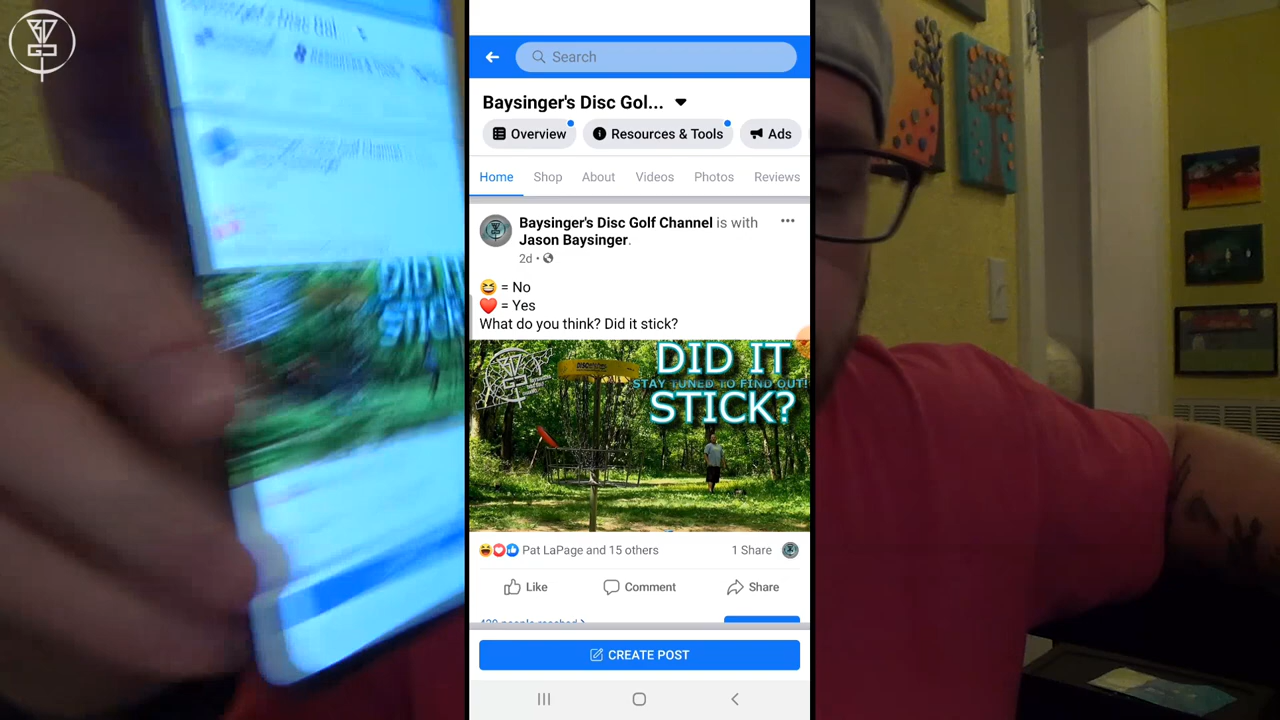 Search
Baysinger's Disc Gol...
Overview
Resources & Tools
Ads
Home
Shop
About
Videos
Photos
Reviews
Baysinger's Disc Golf Channel is with
Jason Baysinger.
2d
= No
= Yes
What do you think? Did it stick?
DID IT
STAY TUNED TO FIND OUT!
STICK?
Pat LaPage and 15 others
1 Share
Like
Comment
Share
CREATE POST